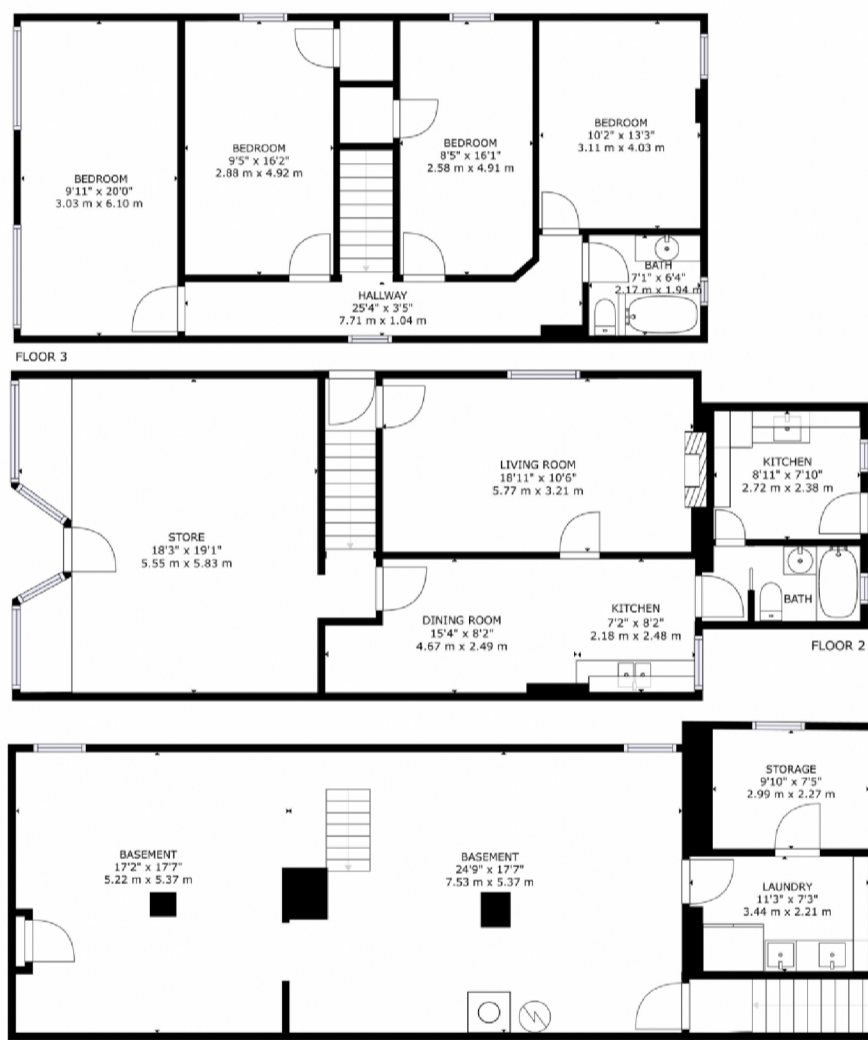 BEDROOM
9'11" x 20'0"
3.03 m x 6.10 m
BEDROOM
9'5" x 16'2"
2.88 m x 4.92 m
BEDROOM
8'5" x 16'1"
2.58 m x 4.91 m
BEDROOM
10'2" x 13'3"
3.11 m x 4.03 m
BATH
7'1" x 6'4"
2.17 m x 1.94 m
HALLWAY
25'4" x 3'5"
7.71 m x 1.04 m
FLOOR 3
STORE
18'3" x 19'1"
5.55 m x 5.83 m
LIVING ROOM
18'11" x 10'6"
5.77 m x 3.21 m
KITCHEN
8'11" x 7'10"
2.72 m x 2.38 m
DINING ROOM
15'4" x 8'2"
4.67 m x 2.49 m
KITCHEN
7'2" x 8'2"
2.18 m x 2.48 m
BATH
FLOOR 2
STORAGE
9'10" x 7'5"
2.99 m x 2.27 m
BASEMENT
17'2" x 17'7"
5.22 m x 5.37 m
BASEMENT
24'9" x 17'7"
7.53 m x 5.37 m
LAUNDRY
11'3" x 7'3"
3.44 m x 2.21 m